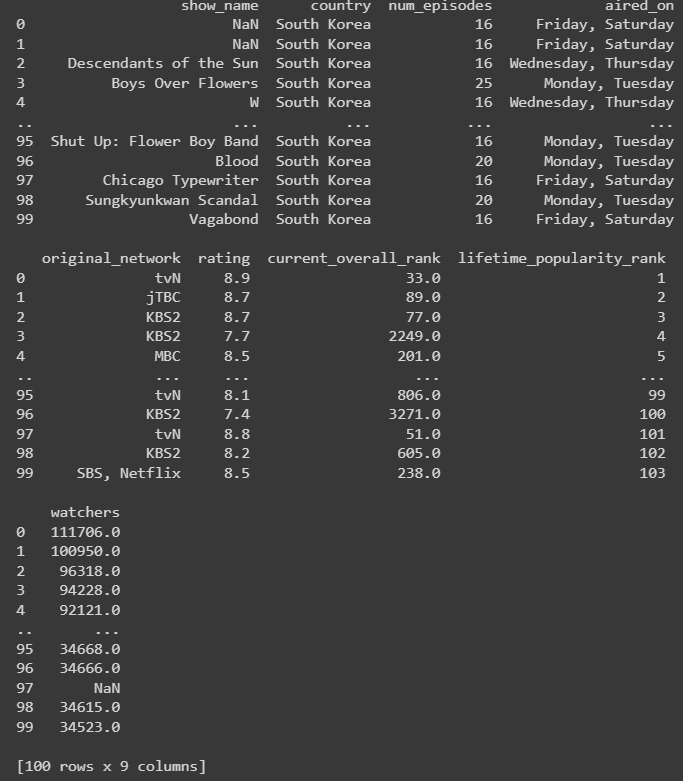 show_name country num_episodes aired_on
0 NaN South Korea 16 Friday, Saturday
1 NaN South Korea 16 Friday, Saturday
2 Descendants of the Sun South Korea 16 Wednesday, Thursday
3 Boys Over Flowers South Korea 25 Monday, Tuesday
4 W South Korea 16 Wednesday, Thursday
.. ... ... ... ...
95 Shut Up: Flower Boy Band South Korea 16 Monday, Tuesday
96 Blood South Korea 20 Monday, Tuesday
97 Chicago Typewriter South Korea 16 Friday, Saturday
98 Sungkyunkwan Scandal South Korea 20 Monday, Tuesday
99 Vagabond South Korea 16 Friday, Saturday
original_network rating current_overall_rank lifetime_popularity_rank
0 tvN 8.9 33.0 1
1 jTBC 8.7 89.0 2
2 KBS2 8.7 77.0 3
3 KBS2 7.7 2249.0 4
4 MBC 8.5 201.0 5
.. ... ... ... ...
95 tvN 8.1 806.0 99
96 KBS2 7.4 3271.0 100
97 tvN 8.8 51.0 101
98 KBS2 8.2 605.0 102
99 SBS, Netflix 8.5 238.0 103
watchers
0 111706.0
1 100950.0
2 96318.0
3 94228.0
4 92121.0
.. ...
95 34668.0
96 34666.0
97 NaN
98 34615.0
99 34523.0
[100 rows x 9 columns]